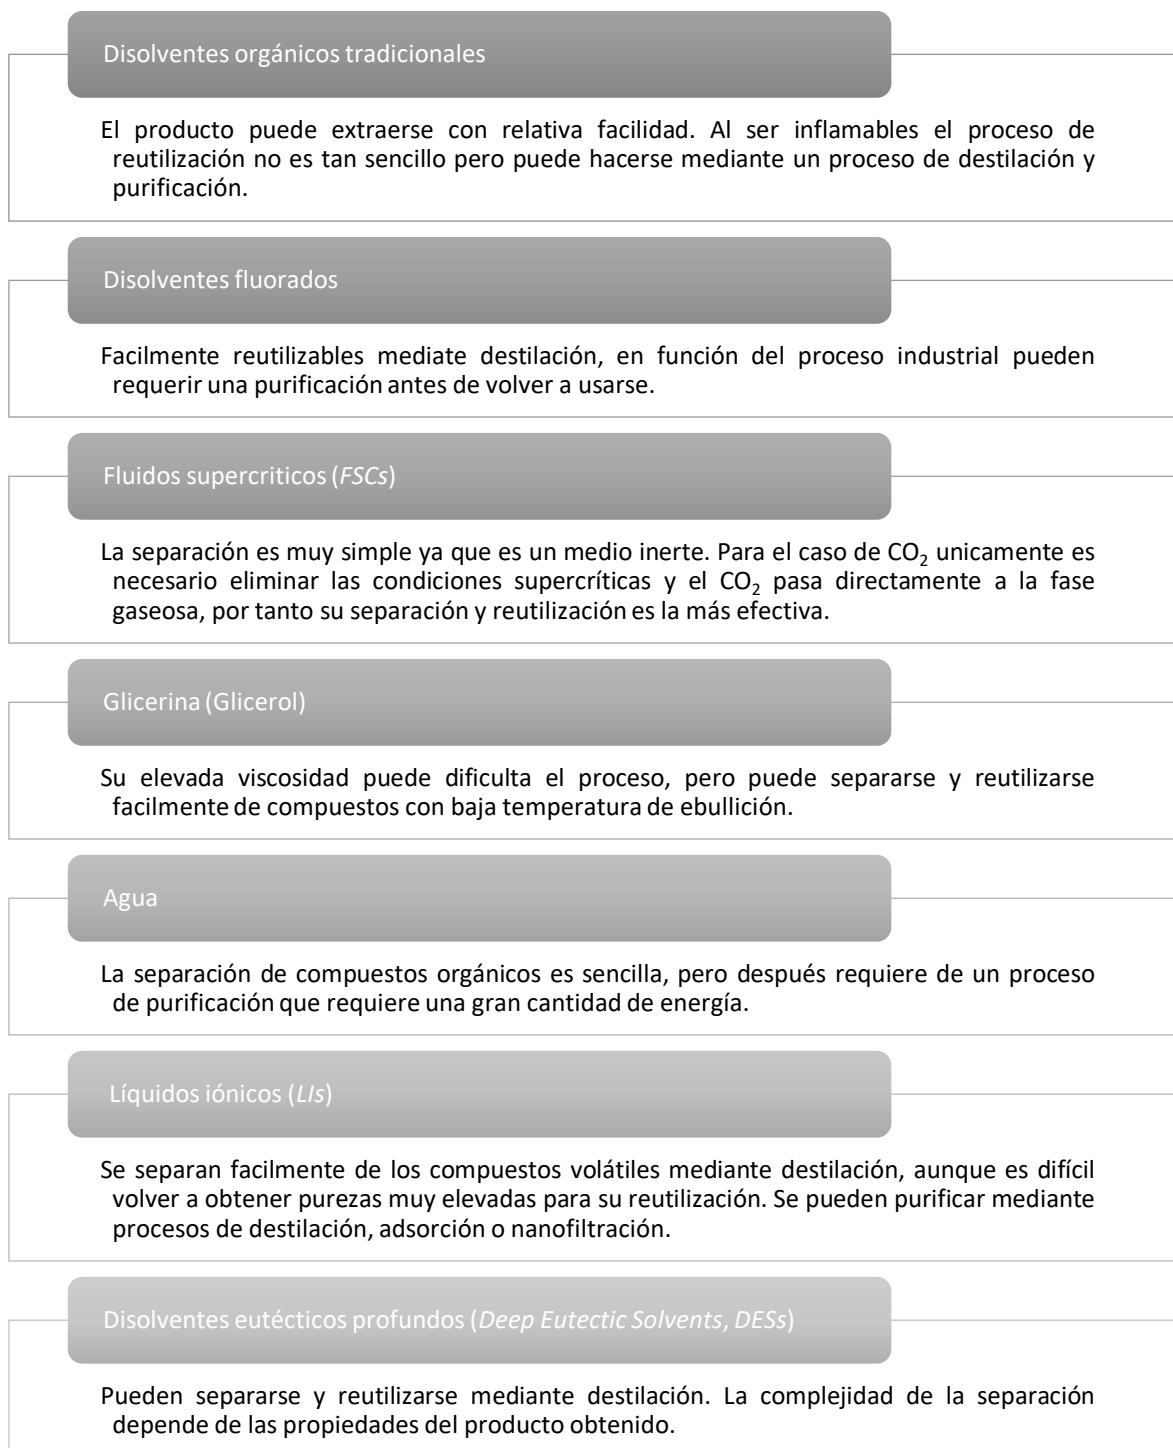 Disolventes orgánicos tradicionales
El producto puede extraerse con relativa facilidad. Al ser inflamables el proceso de
reutilización no es tan sencillo pero puede hacerse mediante un proceso de destilación y
purificación.
Disolventes fluorados
Facilmente reutilizables mediate destilación, en función del proceso industrial pueden
requerir una purificación antes de volver a usarse.
Fluidos supercriticos (FSCs)
La separación es muy simple ya que es un medio inerte. Para el caso de CO₂ unicamente es
necesario eliminar las condiciones supercríticas y el CO₂ pasa directamente a la fase
gaseosa, por tanto su separación y reutilización es la más efectiva.
Glicerina (Glicerol)
Su elevada viscosidad puede dificulta el proceso, pero puede separarse y reutilizarse
facilmente de compuestos con baja temperatura de ebullición.
Agua
La separación de compuestos orgánicos es sencilla, pero después requiere de un proceso
de purificación que requiere una gran cantidad de energía.
Líquidos iónicos (LIs)
Se separan facilmente de los compuestos volátiles mediante destilación, aunque es difícil
volver a obtener purezas muy elevadas para su reutilización. Se pueden purificar mediante
procesos de destilación, adsorción o nanofiltración.
Disolventes eutécticos profundos (Deep Eutectic Solvents, DESs)
Pueden separarse y reutilizarse mediante destilación. La complejidad de la separación
depende de las propiedades del producto obtenido.